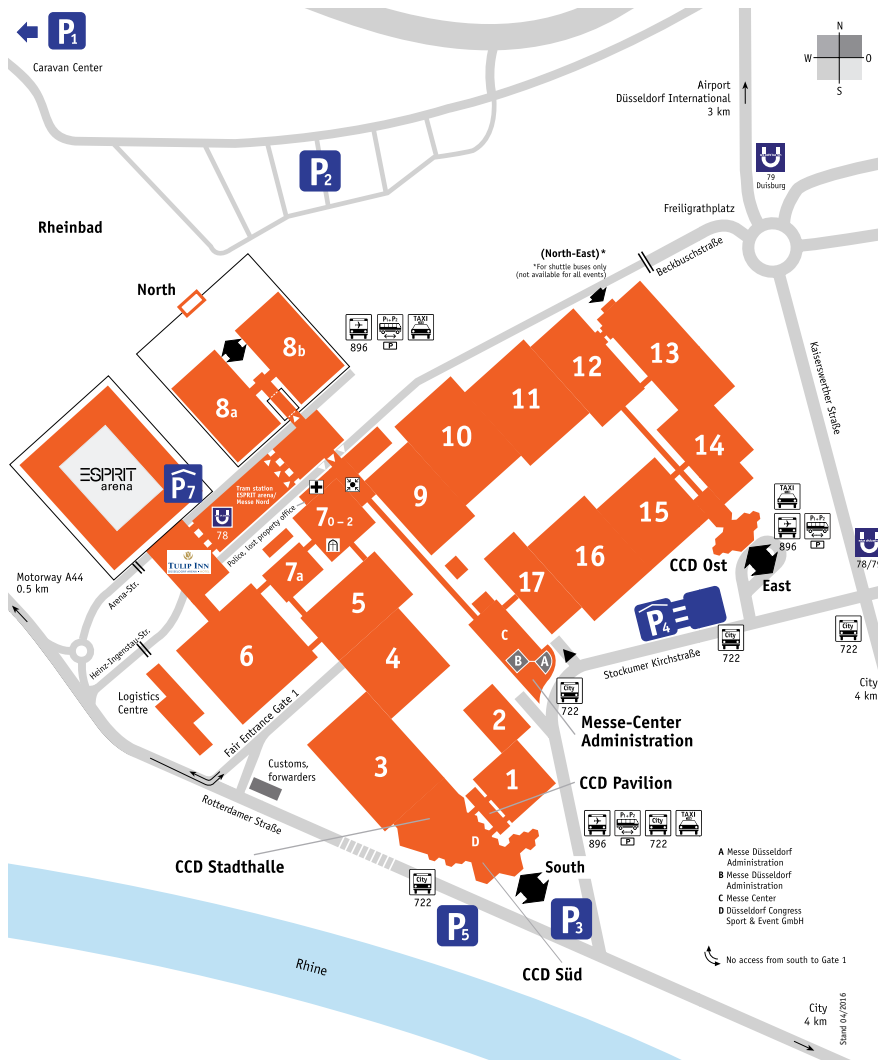 P1
Caravan Center
N
W
O
S
Airport
Düsseldorf International
3 km
P2
79
Duisburg
Freiligrathplatz
Rheinbad
(North-East)*
*For shuttle buses only
(not available for all events)
Beckbuschstraße
North
896
P1+P2
P
TAXI
8b
8a
13
12
11
10
9
14
15
16
17
Kaiserswerther Straße
ESPRIT
arena
P7
Tram station
ESPRIT arena/
Messe Nord
U
78
Police, lost property office
70–2
7a
TULIP INN
TAXI
896
P1+P2
P
CCD Ost
East
78/79
Motorway A44
0.5 km
Arena-Str.
Heinz-Ingenstau-Str.
5
6
4
C
B
A
P4
722
722
Stockumer Kirchstraße
City
4 km
Logistics
Centre
Fair Entrance Gate 1
City
722
2
Messe-Center
Administration
3
1
Customs,
forwarders
CCD Pavilion
Rotterdamer Straße
D
896
P1+P2
P
City
722
TAXI
CCD Stadthalle
South
City
722
P5
P3
CCD Süd
A Messe Düsseldorf
Administration
B Messe Düsseldorf
Administration
C Messe Center
D Düsseldorf Congress
Sport & Event GmbH
No access from south to Gate 1
Rhine
City
4 km
Stand 04/2016